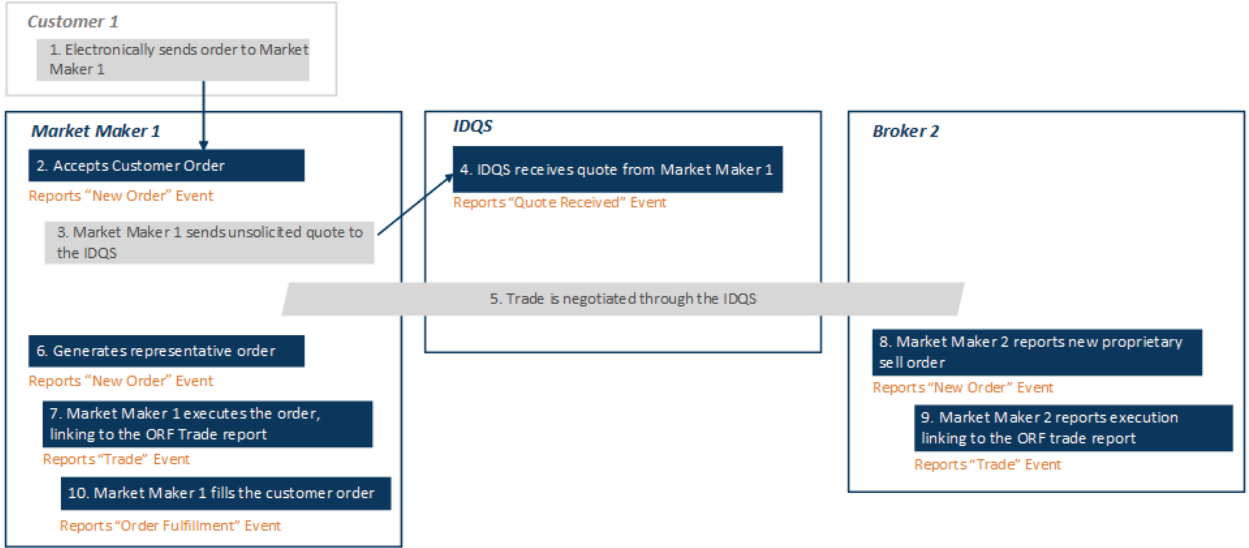 Customer 1
1. Electronically sends order to Market
Maker 1
Market Maker 1
2. Accepts Customer Order
Reports “New Order” Event
3. Market Maker 1 sends unsolicited quote to
the IDQS
IDQS
4. IDQS receives quote from Market Maker 1
Reports “Quote Received” Event
Broker 2
5. Trade is negotiated through the IDQS
6. Generates representative order
Reports “New Order” Event
7. Market Maker 1 executes the order,
linking to the ORF Trade report
Reports “Trade” Event
8. Market Maker 2 reports new proprietary
sell order
Reports “New Order” Event
9. Market Maker 2 reports execution
linking to the ORF trade report
Reports “Trade” Event
10. Market Maker 1 fills the customer order
Reports “Order Fulfillment” Event